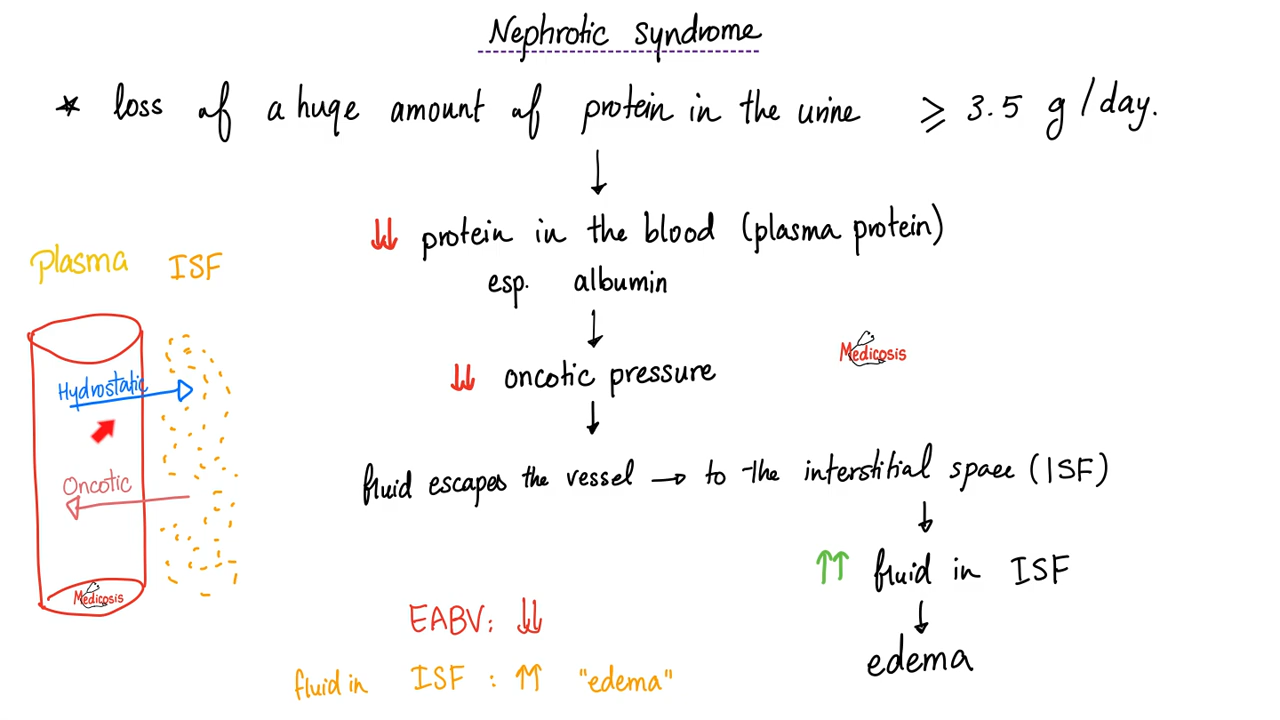 Nephrotic syndrome
* loss of a huge amount of protein in the urine ≥ 3.5 g/day.
↓↓ protein in the blood (plasma protein)
esp. albumin
Plasma ISF
Hydrostatic
Medicosis
↓↓ oncotic pressure
fluid escapes the vessel → to the interstitial space (ISF)
Oncotic
↑↑ fluid in ISF
Medicosis
EABV: ↓↓
edema
fluid in ISF : ↑↑ "edema"